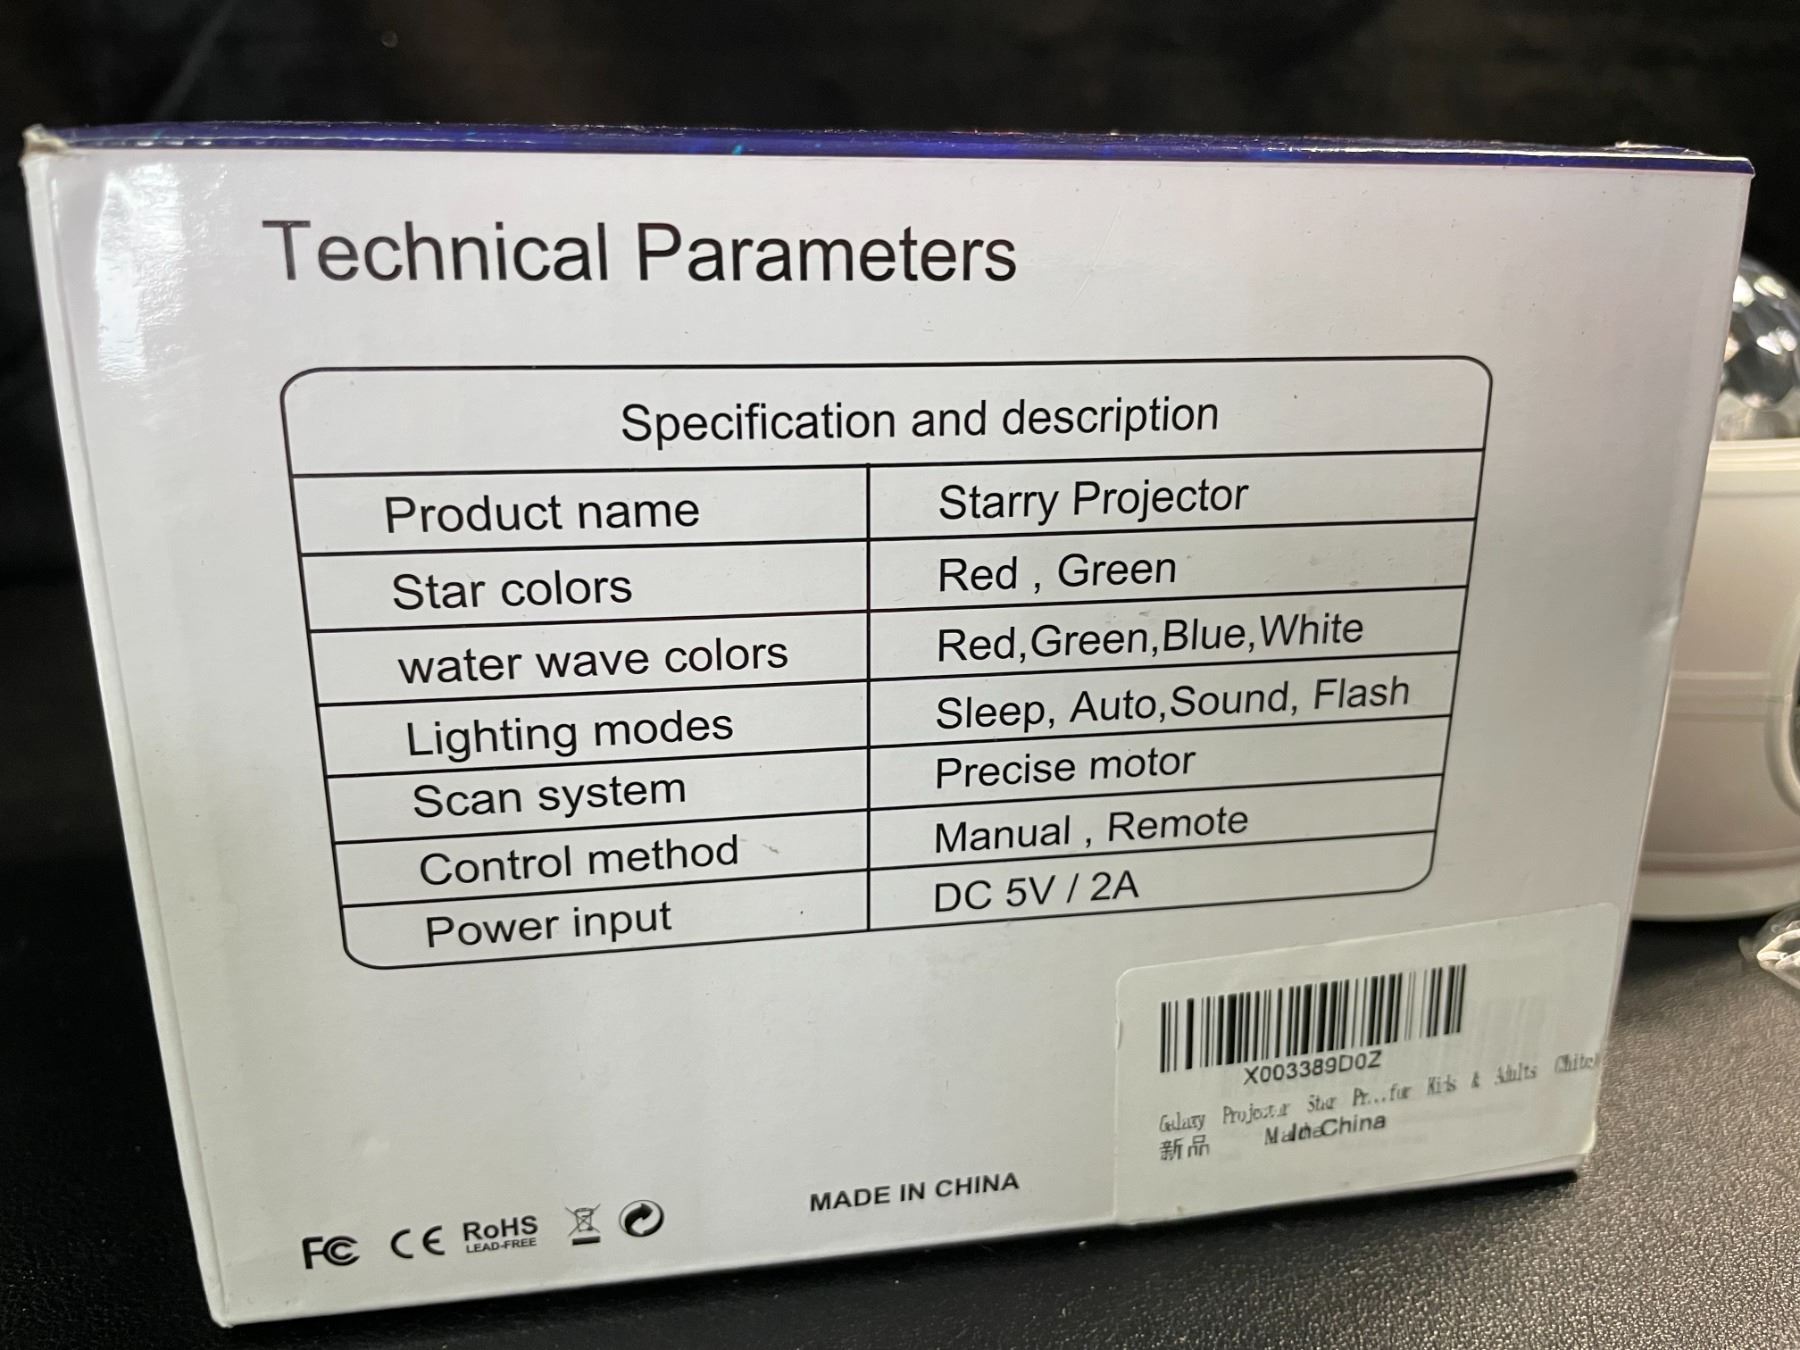 Technical Parameters
Specification and description
Product name Starry Projector
Star colors Red , Green
water wave colors Red,Green,Blue,White
Lighting modes Sleep, Auto,Sound, Flash
Scan system Precise motor
Control method Manual , Remote
Power input DC 5V / 2A
X003389D0Z
Galaxy Projector Star Pr...for Kids & Adults
新品 China
MADE IN CHINA
FC CE RoHS
LEAD-FREE